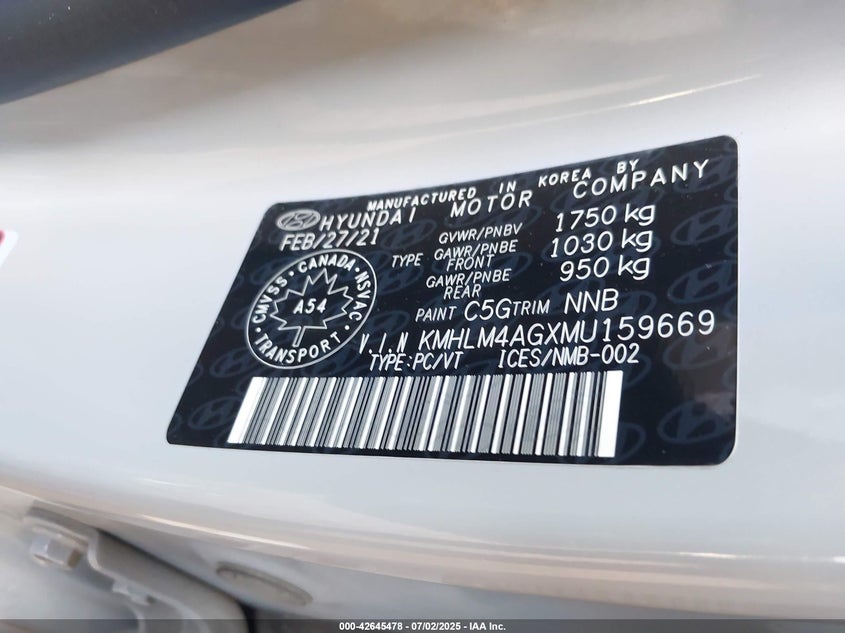 MANUFACTURED IN KOREA BY
HYUNDAI MOTOR COMPANY
FEB/27/21
GVWR/PNBV 1750 kg
TYPE GAWR/PNBE FRONT 1030 kg
GAWR/PNBE REAR 950 kg
PAINT C5G TRIM NNB
CMVSS · CANADA · NSVAC
A54
TRANSPORT
V.I.N KMHLM4AGXMU159669
TYPE:PC/VT ICES/NMB-002
000-42645478 - 07/02/2025 - IAA Inc.